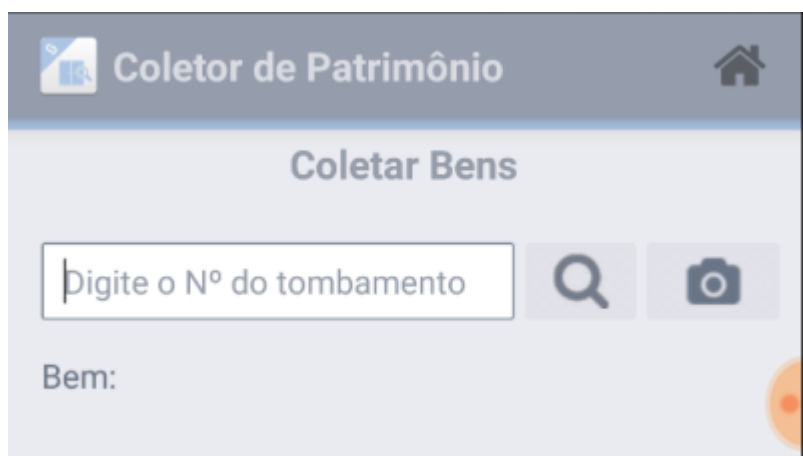 Coletor de Patrimônio
Coletar Bens
Digite o Nº do tombamento
Bem: